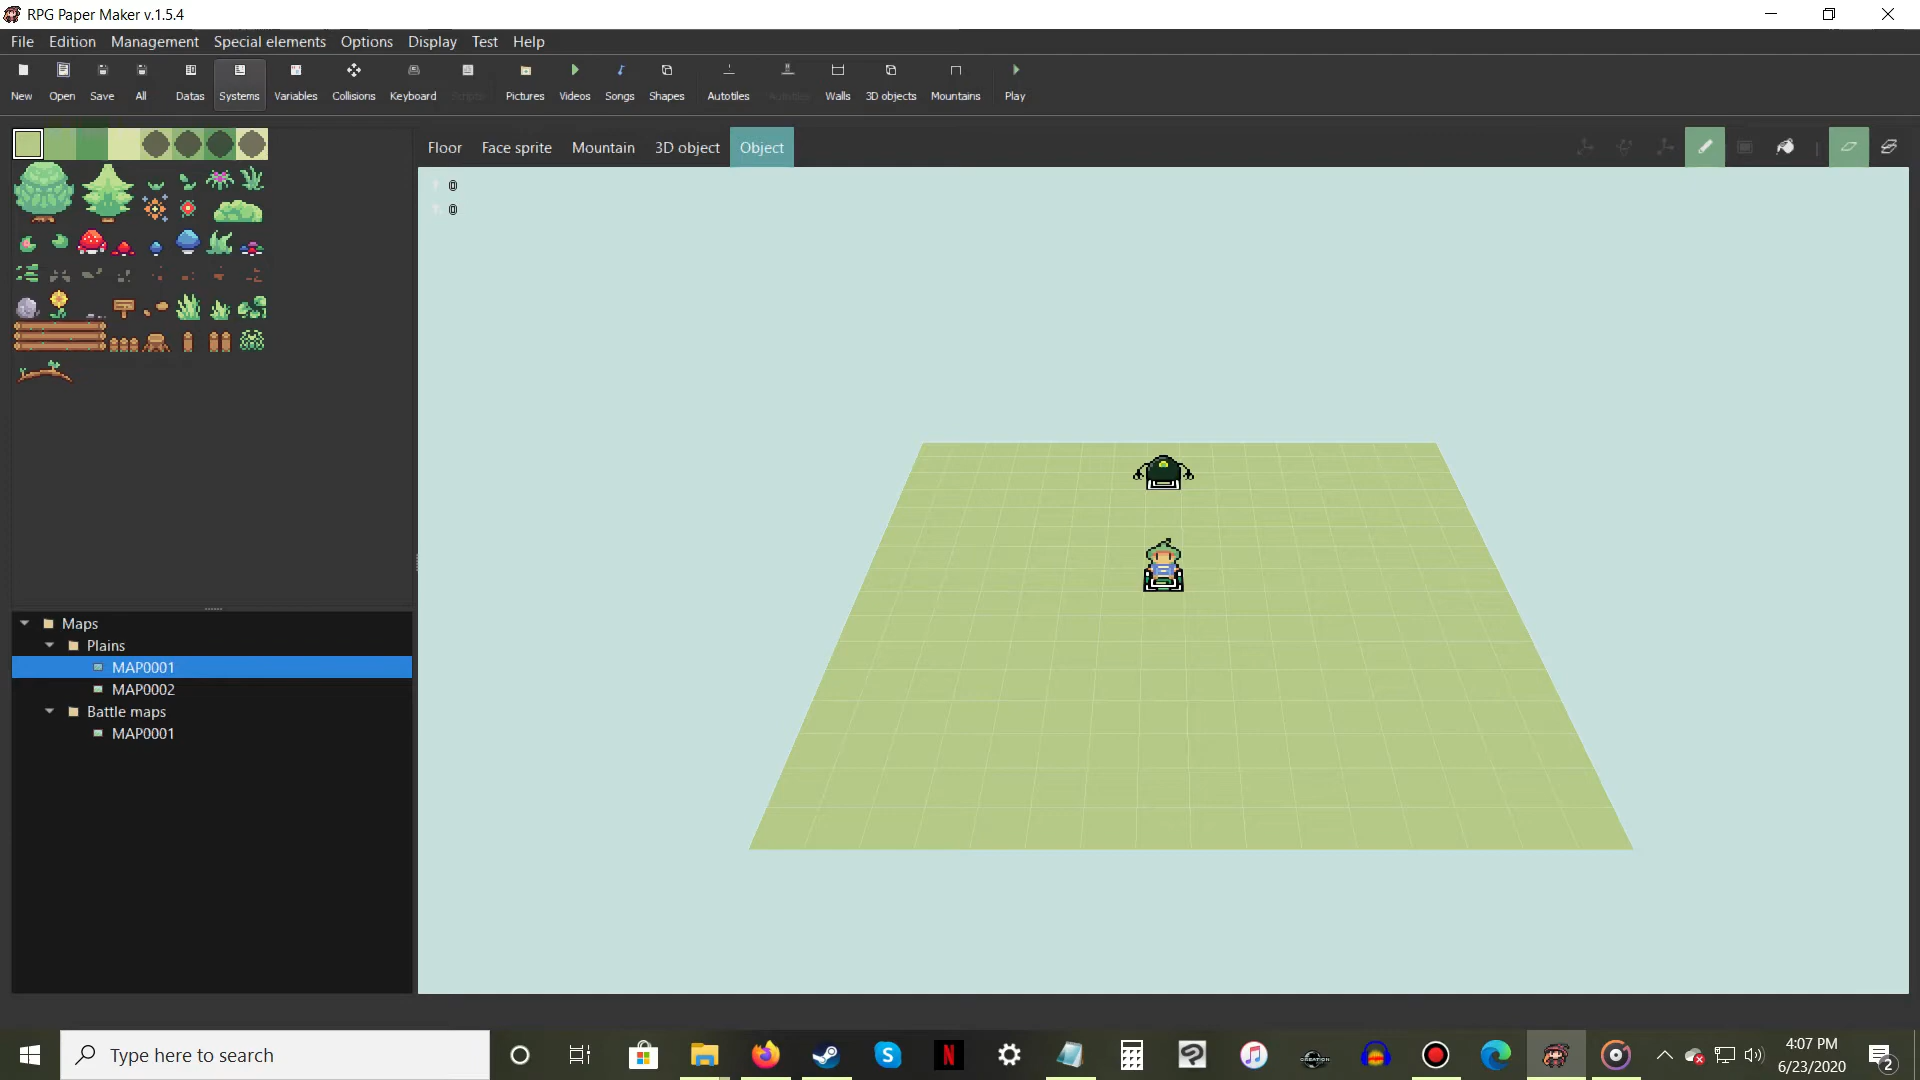 RPG Paper Maker v.1.5.4
File Edition Management Special elements Options Display Test Help
New Open Save All Datas Systems Variables Collisions Keyboard Scripts Pictures Videos Songs Shapes Autotiles Walls 3D objects Mountains Play
Floor Face sprite Mountain 3D object Object
0
0
Maps
Plains
MAP0001
MAP0002
Battle maps
MAP0001
Type here to search
4:07 PM
6/23/2020
2